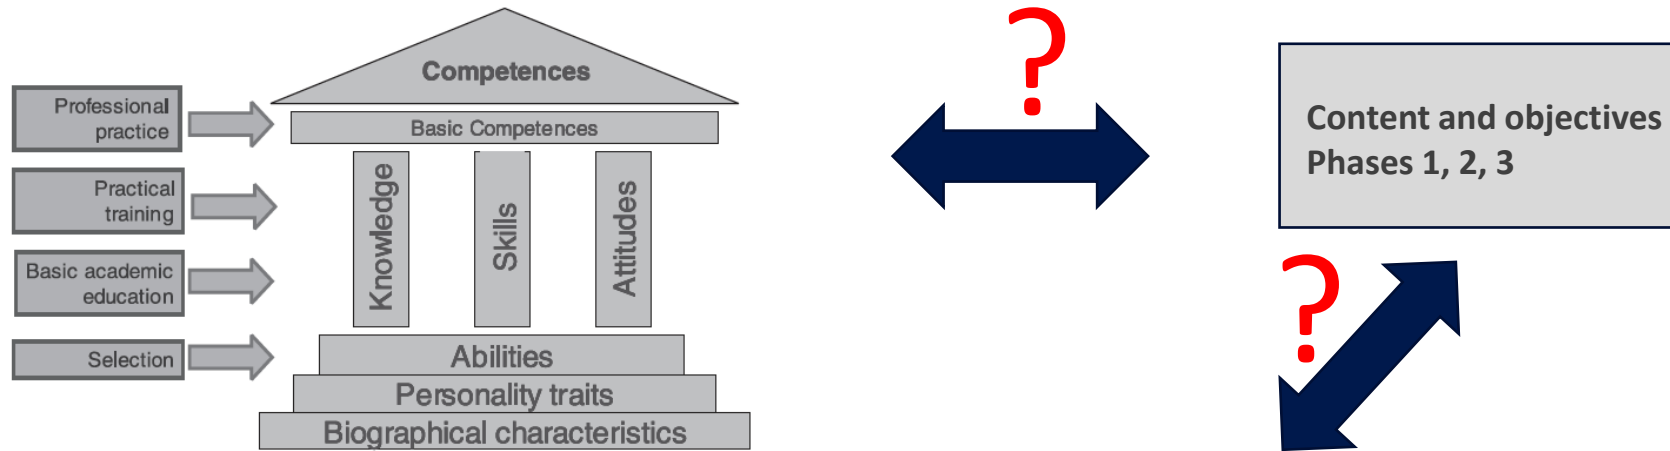 Professional
practice
Practical
training
Basic academic
education
Selection
Competences
Basic Competences
Knowledge
Skills
Attitudes
Abilities
Personality traits
Biographical characteristics
?
Content and objectives
Phases 1, 2, 3
?